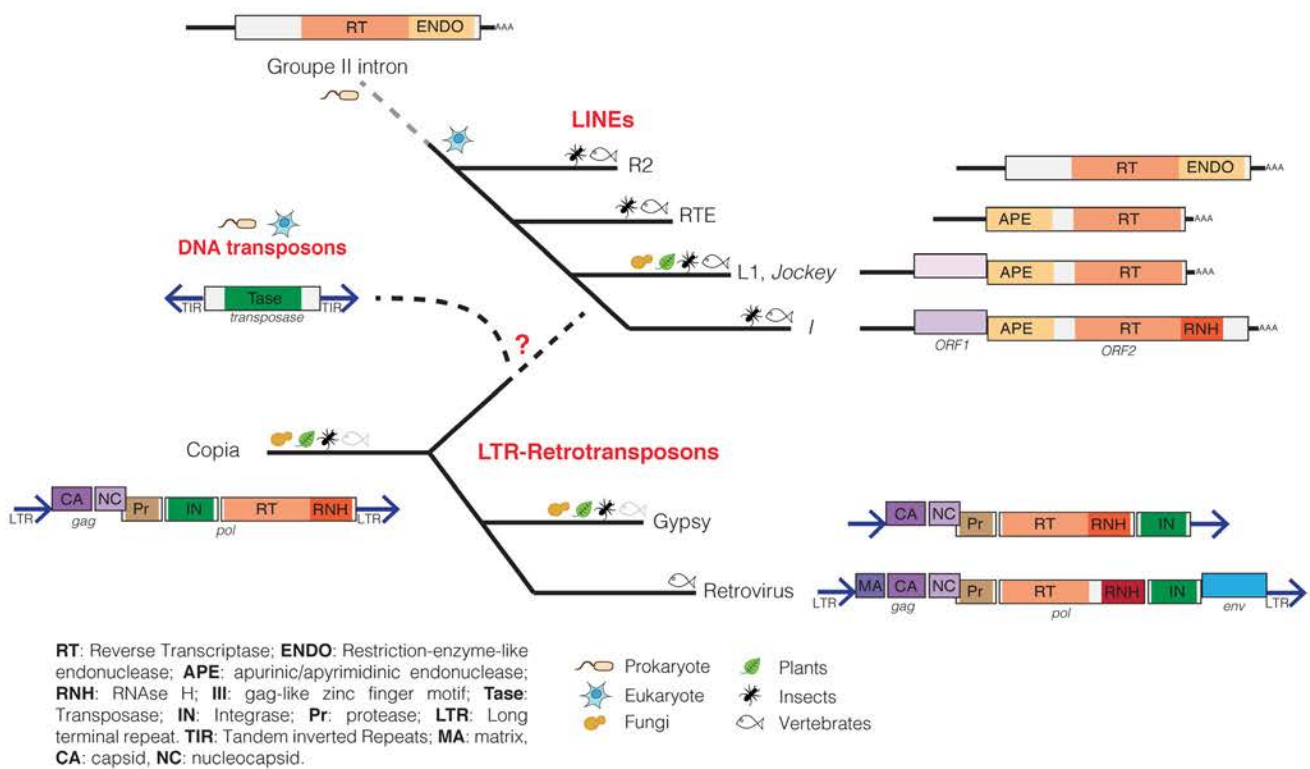 RT ENDO AAA
Groupe II intron
LINEs
R2
RT ENDO AAA
RTE
APE RT AAA
DNA transposons
L1, Jockey
APE RT AAA
TIR Tase TIR
transposase
I
APE RT RNH AAA
ORF1 ORF2
?
Copia
LTR-Retrotransposons
LTR CA NC Pr IN RT RNH LTR
gag pol
Gypsy
CA NC Pr RT RNH IN
Retrovirus
LTR MA CA NC Pr RT RNH IN LTR
gag pol env
RT: Reverse Transcriptase; ENDO: Restriction-enzyme-like
endonuclease; APE: apurinic/apyrimidinic endonuclease;
RNH: RNAse H; III: gag-like zinc finger motif; Tase:
Transposase; IN: Integrase; Pr: protease; LTR: Long
terminal repeat. TIR: Tandem inverted Repeats; MA: matrix,
CA: capsid, NC: nucleocapsid.
Prokaryote
Eukaryote
Fungi
Plants
Insects
Vertebrates